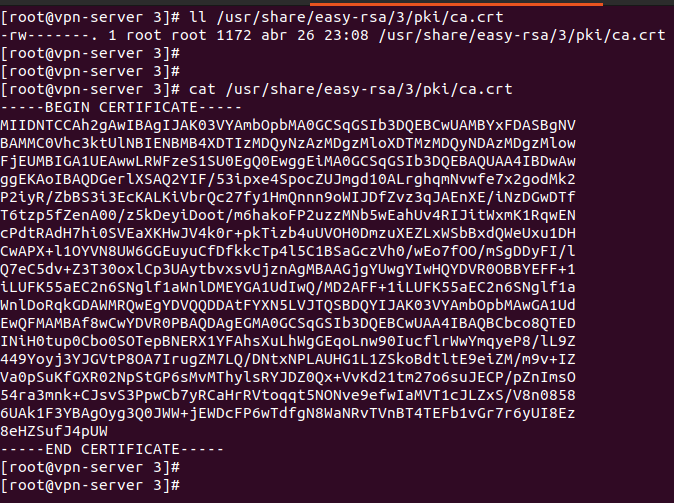 [root@vpn-server 3]# ll /usr/share/easy-rsa/3/pki/ca.crt
-rw-------. 1 root root 1172 abr 26 23:08 /usr/share/easy-rsa/3/pki/ca.crt
[root@vpn-server 3]#
[root@vpn-server 3]#
[root@vpn-server 3]# cat /usr/share/easy-rsa/3/pki/ca.crt
-----BEGIN CERTIFICATE-----
MIIDNTCCAh2gAwIBAgIJAK03VYAmbOpbMA0GCSqGSIb3DQEBCwUAMBYxFDASBgNV
BAMMC0Vhc3ktUlNBIENBMB4XDTIzMDQyNzAzMDgzMloXDTMzMDQyNDAzMDgzMlow
FjEUMBIGA1UEAwwLRWFzeS1SU0EgQ0EwggEiMA0GCSqGSIb3DQEBAQUAA4IBDwAw
ggEKAoIBAQDGerlXSAQ2YIF/53ipxe4SpocZUJmgd10ALrghqmNvwfe7x2godMk2
P2iyR/ZbBS3i3EcKALKiVbrQc27fy1HmQnnn9oWIJDfZvz3qJAEnXE/iNzDGwDTf
T6tzp5fZenA00/z5kDeyiDoot/m6hakoFP2uzzMNb5wEahUv4RIJitWxmK1RqwEN
cPdtRAdH7hi0SVEaXKHwJV4k0r+pkTizb4uUVOH0DmzuXEZLxWSbBxdQWeUxu1DH
CwAPX+l1OYVN8UW6GGEuyuCfDfkkcTp4l5C1BSaGczVh0/wEo7fOO/mSgDDyFI/l
Q7eC5dv+Z3T30oxlCp3UAytbvxsvUjznAgMBAAGjgYUwgYIwHQYDVR0OBBYEFF+1
iLUFK55aEC2n6SNglf1aWnlDMEYGA1UdIwQ/MD2AFF+1iLUFK55aEC2n6SNglf1a
WnlDoRqkGDAWMRQwEgYDVQQDDAtFYXN5LVJTQSBDQYIJAK03VYAmbOpbMAwGA1Ud
EwQFMAMBAf8wCwYDVR0PBAQDAgEGMA0GCSqGSIb3DQEBCwUAA4IBAQBCbco8QTED
INiH0tup0Cbo0SOTepBNERX1YFAhsXuLhWgGEqoLnw90IucflrWwYmqyeP8/lL9Z
449Yoyj3YJGVtP8OA7IrugZM7LQ/DNtxNPLAUHG1L1ZSkoBdtltE9eiZM/m9v+IZ
Va0pSuKfGXR02NpStGP6sMvMThylsRYJDZ0Qx+VvKd21tm27o6suJECP/pZnImsO
54ra3mnk+CJsvS3PpwCb7yRCaHrRVtoqqt5NONve9efwIaMVT1cJLZxS/V8n0858
6UAk1F3YBAgOyg3Q0JWW+jEWDcFP6wTdfgN8WaNRvTVnBT4TEFb1vGr7r6yUI8Ez
8eHZSufJ4pUW
-----END CERTIFICATE-----
[root@vpn-server 3]#
[root@vpn-server 3]#